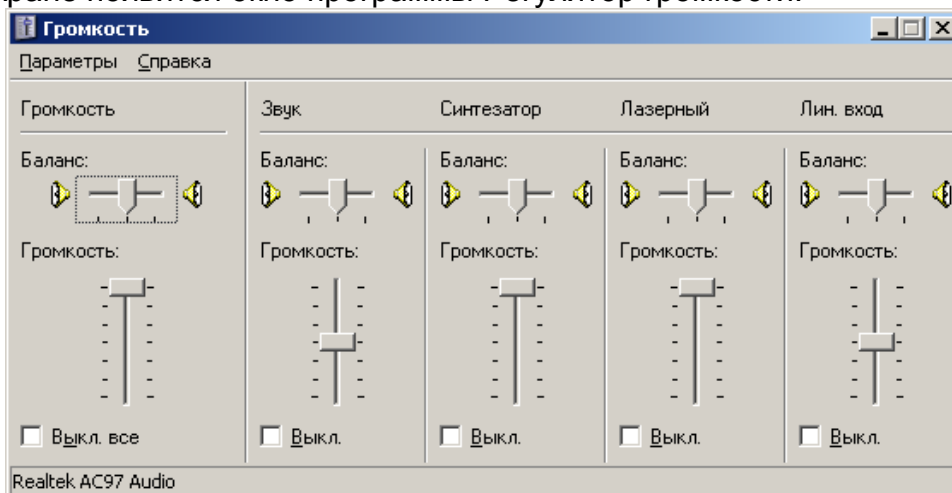 Громкость
Параметры Справка
Громкость Звук Синтезатор Лазерный Лин. вход
Баланс: Баланс: Баланс: Баланс: Баланс:
Громкость: Громкость: Громкость: Громкость: Громкость:
Выкл. все Выкл. Выкл. Выкл. Выкл.
Realtek AC97 Audio